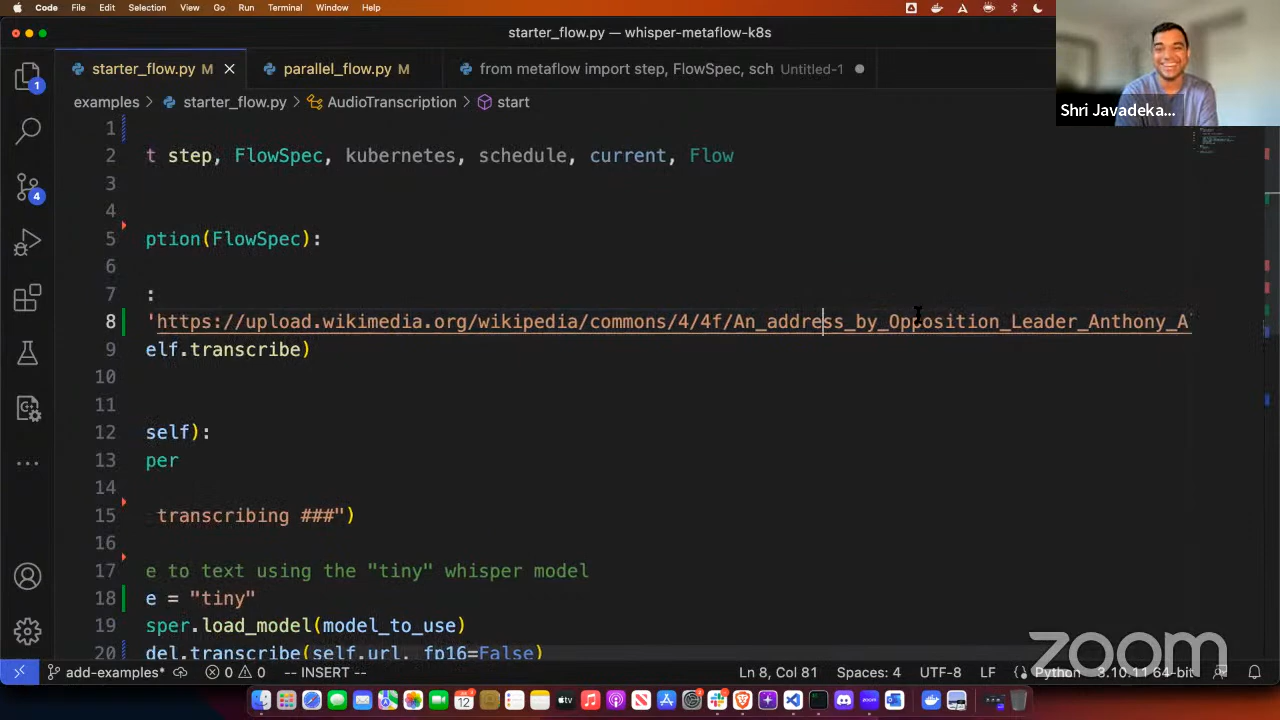 Code File Edit Selection View Go Run Terminal Window Help
starter_flow.py — whisper-metaflow-k8s
starter_flow.py M parallel_flow.py M from metaflow import step, FlowSpec, sch Untitled-1
Shri Javadeka...
examples > starter_flow.py > AudioTranscription > start
1
2 t step, FlowSpec, kubernetes, schedule, current, Flow
3
4
5 ption(FlowSpec):
6
7 :
8 'https://upload.wikimedia.org/wikipedia/commons/4/4f/An_address_by_Opposition_Leader_Anthony_A
9 elf.transcribe)
10
11
12 self):
13 per
14
15 transcribing ###")
16
17 e to text using the "tiny" whisper model
18 e = "tiny"
19 sper.load_model(model_to_use)
20 del.transcribe(self.url, fp16=False)
1
4
zoom
add-examples* 0 0 -- INSERT -- Ln 8, Col 81 Spaces: 4 UTF-8 LF Python 3.10.11 64-bit